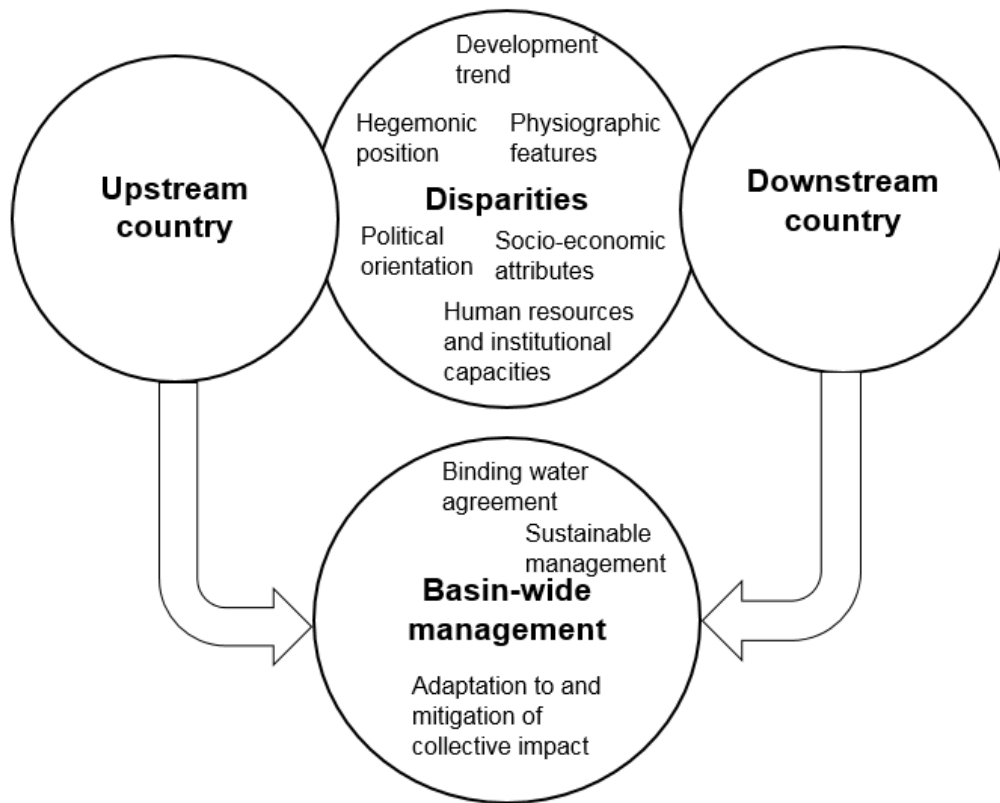 Development
trend
Hegemonic
position
Physiographic
features
Upstream
country
Disparities
Downstream
country
Political
orientation
Socio-economic
attributes
Human resources
and institutional
capacities
Binding water
agreement
Sustainable
management
Basin-wide
management
Adaptation to and
mitigation of
collective impact